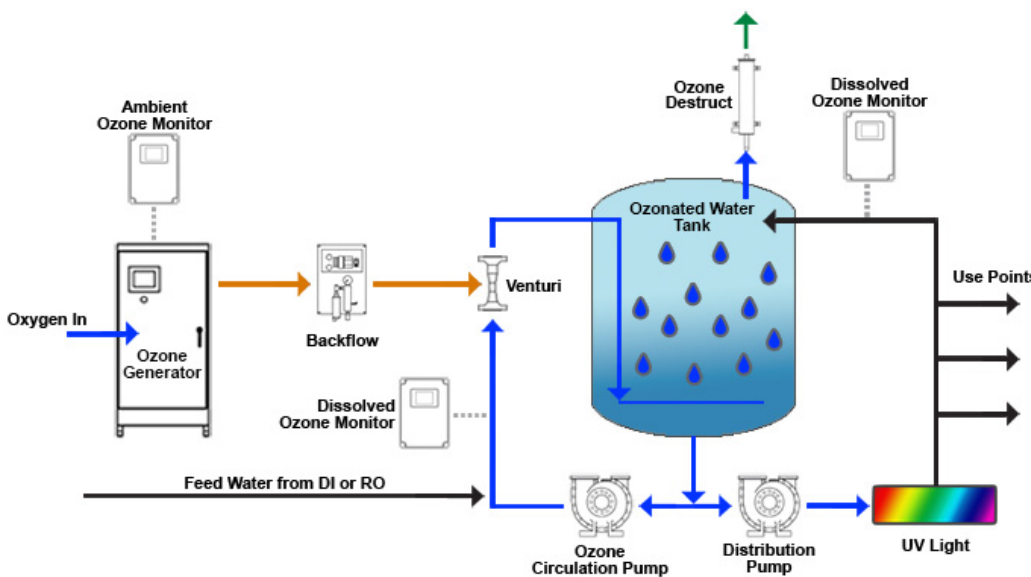 Ambient
Ozone Monitor
Ozone
Destruct
Dissolved
Ozone Monitor
Ozonated Water
Tank
Oxygen In
Ozone
Generator
Backflow
Venturi
Use Points
Dissolved
Ozone Monitor
Feed Water from DI or RO
Ozone
Circulation Pump
Distribution
Pump
UV Light